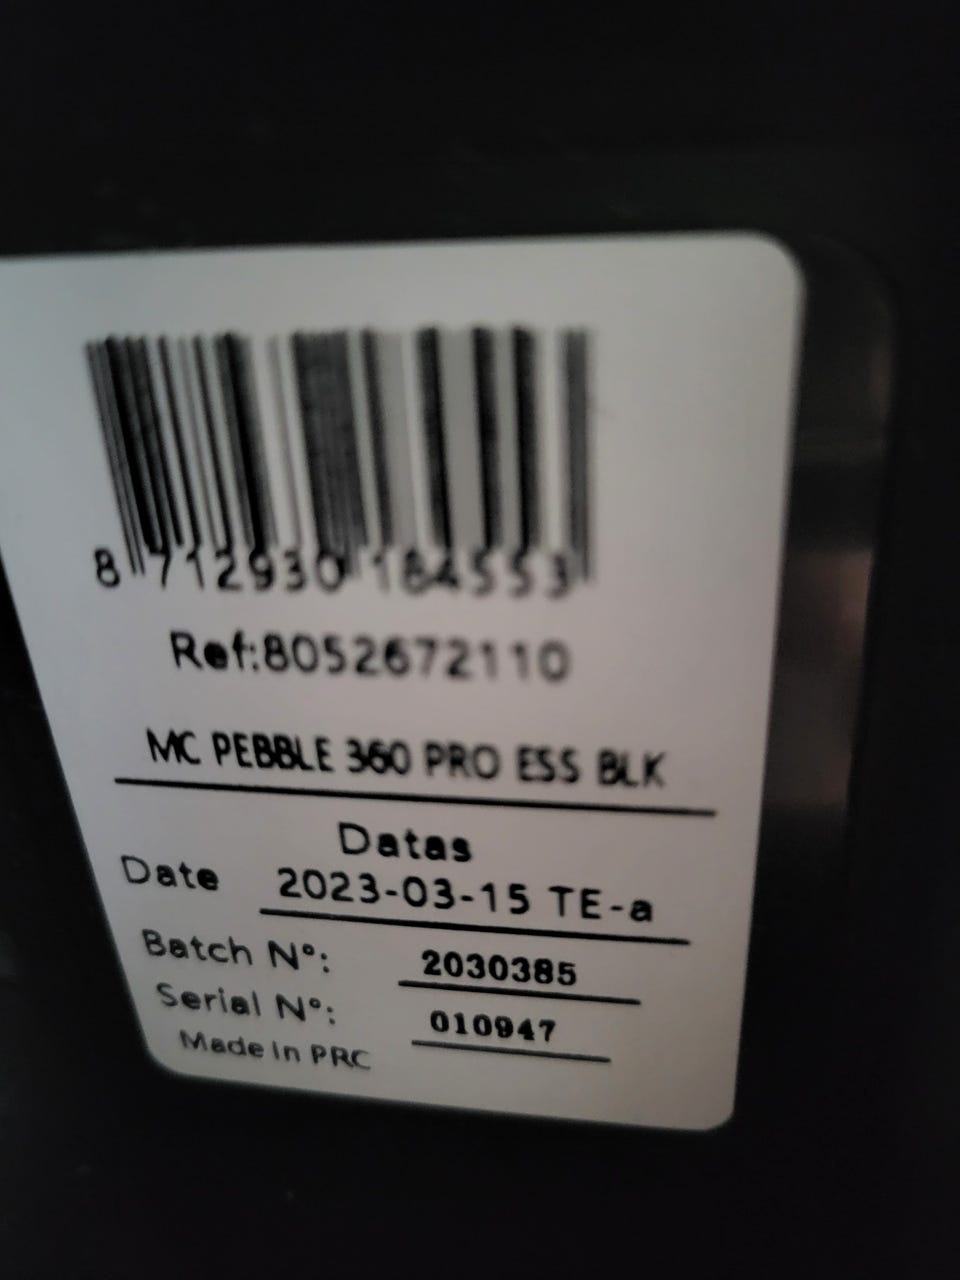 8 712930 184553
Ref:8052672110
MC PEBBLE 360 PRO ESS BLK
Datas
Date 2023-03-15 TE-a
Batch N°: 2030385
Serial N°: 010947
Made in PRC